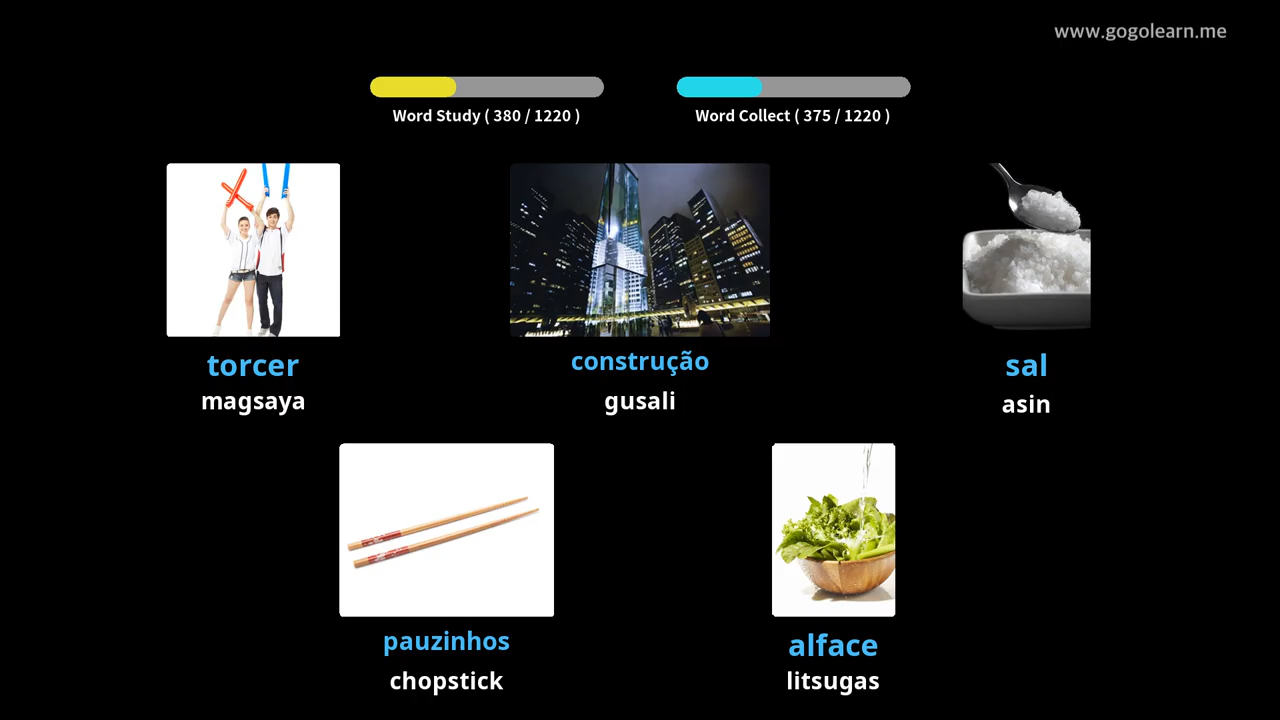 www.gogolearn.me
Word Study ( 380 / 1220 )
Word Collect ( 375 / 1220 )
torcer
magsaya
construção
gusali
sal
asin
pauzinhos
chopstick
alface
litsugas